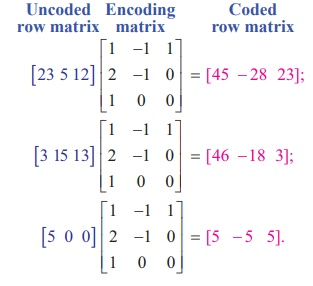 Uncoded Encoding Coded
row matrix matrix row matrix
[23 5 12] [1 −1 1
2 −1 0
1 0 0] = [45 −28 23];
[3 15 13] [1 −1 1
2 −1 0
1 0 0] = [46 −18 3];
[5 0 0] [1 −1 1
2 −1 0
1 0 0] = [5 −5 5].